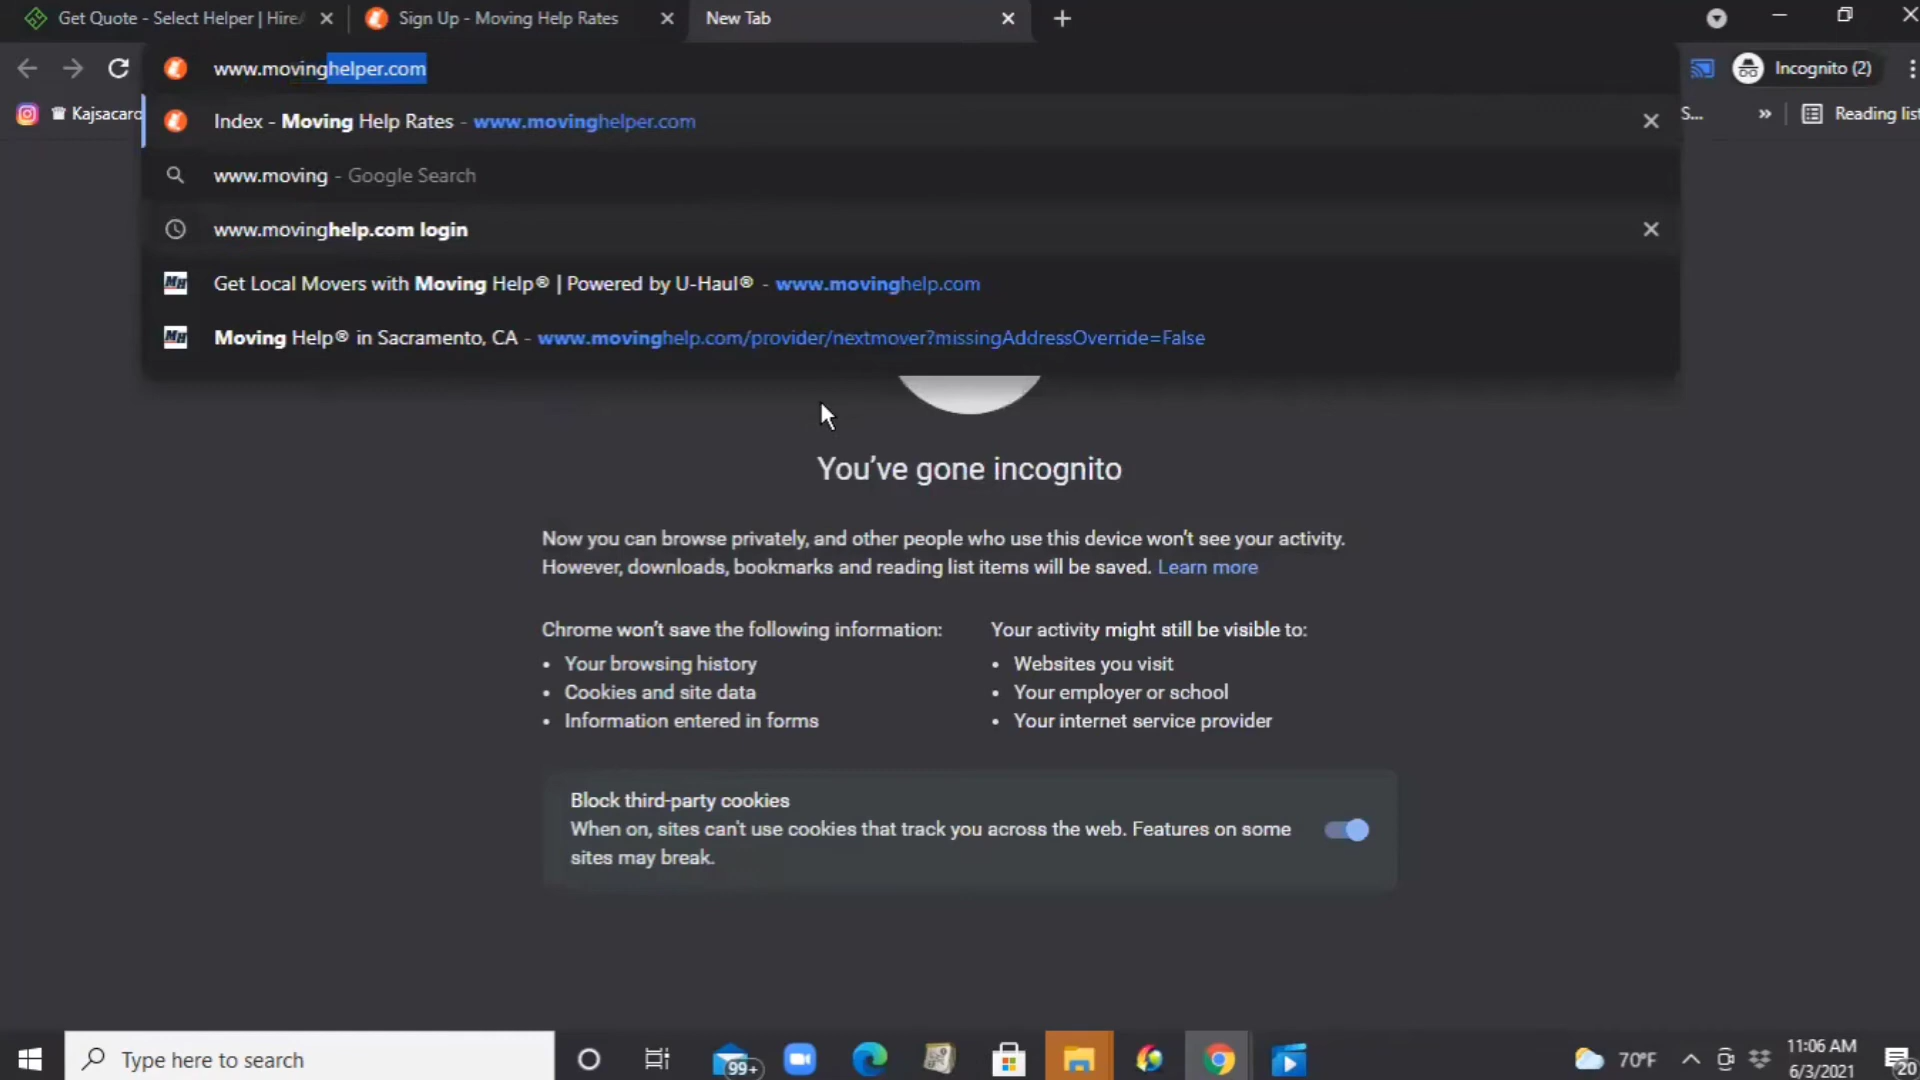 Get Quote - Select Helper | Hire
Sign Up - Moving Help Rates
New Tab
www.movinghelper.com
Incognito (2)
Kajsacarc
Index - Moving Help Rates - www.movinghelper.com
S...
»
Reading list
www.moving - Google Search
www.movinghelp.com login
MH Get Local Movers with Moving Help® | Powered by U-Haul® - www.movinghelp.com
MH Moving Help® in Sacramento, CA - www.movinghelp.com/provider/nextmover?missingAddressOverride=False
You've gone incognito
Now you can browse privately, and other people who use this device won't see your activity.
However, downloads, bookmarks and reading list items will be saved. Learn more
Chrome won't save the following information:
• Your browsing history
• Cookies and site data
• Information entered in forms
Your activity might still be visible to:
• Websites you visit
• Your employer or school
• Your internet service provider
Block third-party cookies
When on, sites can't use cookies that track you across the web. Features on some
sites may break.
Type here to search
99+
70°F
11:06 AM
6/3/2021
20